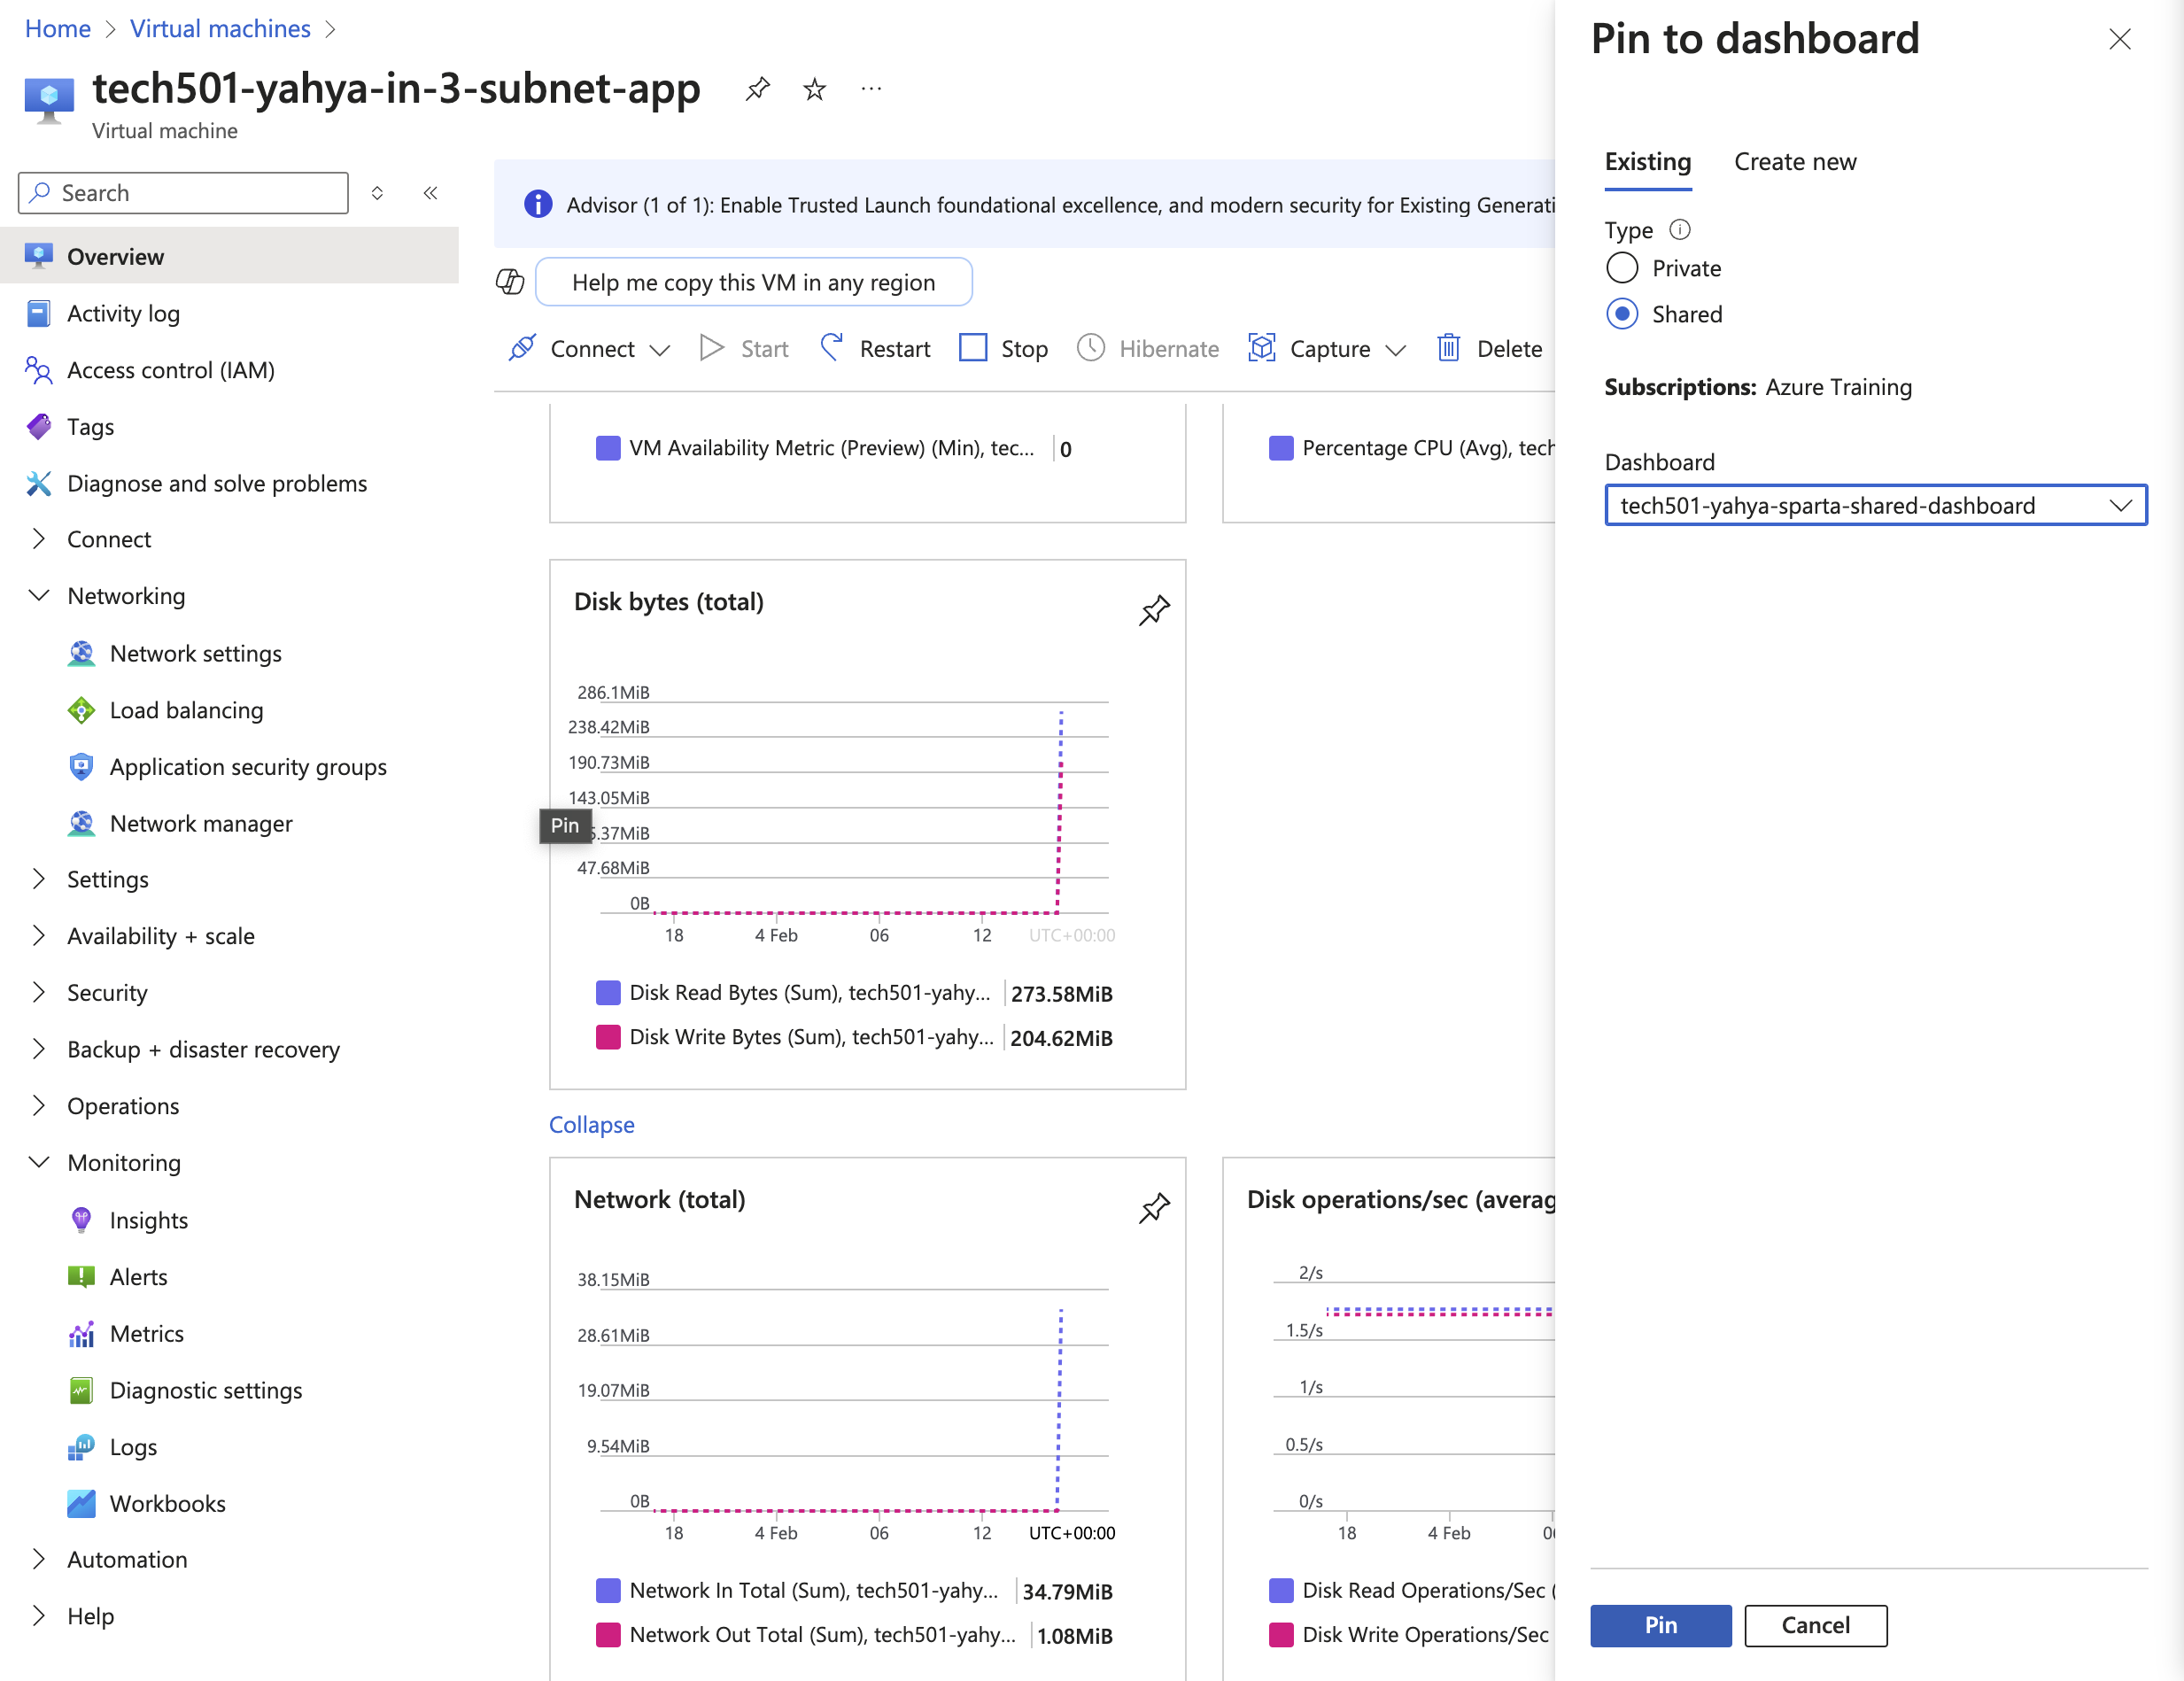 Home > Virtual machines >
tech501-yahya-in-3-subnet-app
Virtual machine
Search
Overview
Activity log
Access control (IAM)
Tags
Diagnose and solve problems
Connect
Networking
Network settings
Load balancing
Application security groups
Network manager
Settings
Availability + scale
Security
Backup + disaster recovery
Operations
Monitoring
Insights
Alerts
Metrics
Diagnostic settings
Logs
Workbooks
Automation
Help
Advisor (1 of 1): Enable Trusted Launch foundational excellence, and modern security for Existing Generati
Help me copy this VM in any region
Connect Start Restart Stop Hibernate Capture Delete
VM Availability Metric (Preview) (Min), tec... 0
Percentage CPU (Avg), tech
Disk bytes (total)
286.1MiB
238.42MiB
190.73MiB
143.05MiB
Pin
5.37MiB
47.68MiB
0B
18 4 Feb 06 12 UTC+00:00
Disk Read Bytes (Sum), tech501-yahy... 273.58MiB
Disk Write Bytes (Sum), tech501-yahy... 204.62MiB
Collapse
Network (total)
38.15MiB
28.61MiB
19.07MiB
9.54MiB
0B
18 4 Feb 06 12 UTC+00:00
Network In Total (Sum), tech501-yahy... 34.79MiB
Network Out Total (Sum), tech501-yahy... 1.08MiB
Disk operations/sec (averag
2/s
1.5/s
1/s
0.5/s
0/s
18 4 Feb 0
Disk Read Operations/Sec (
Disk Write Operations/Sec
Pin to dashboard
Existing Create new
Type
Private
Shared
Subscriptions: Azure Training
Dashboard
tech501-yahya-sparta-shared-dashboard
Pin Cancel